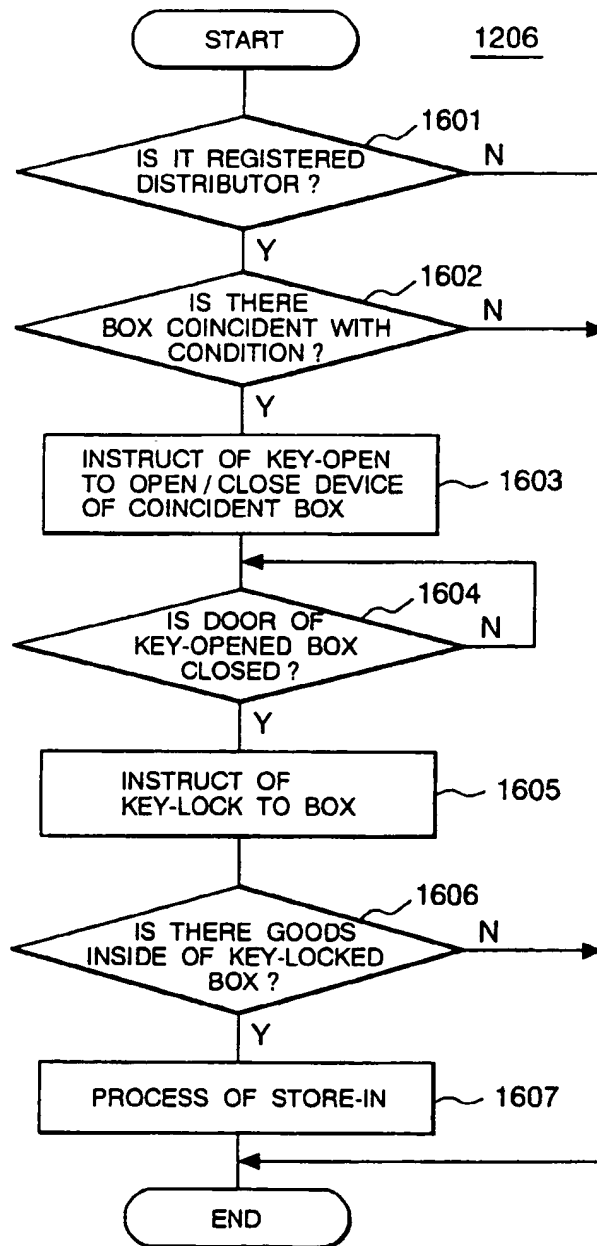 START
1206
1601
IS IT REGISTERED
DISTRIBUTOR ?
N
Y
1602
IS THERE
BOX COINCIDENT WITH
CONDITION ?
N
Y
INSTRUCT OF KEY-OPEN
TO OPEN / CLOSE DEVICE
OF COINCIDENT BOX
1603
1604
IS DOOR OF
KEY-OPENED BOX
CLOSED ?
N
Y
INSTRUCT OF
KEY-LOCK TO BOX
1605
1606
IS THERE GOODS
INSIDE OF KEY-LOCKED
BOX ?
N
Y
PROCESS OF STORE-IN
1607
END